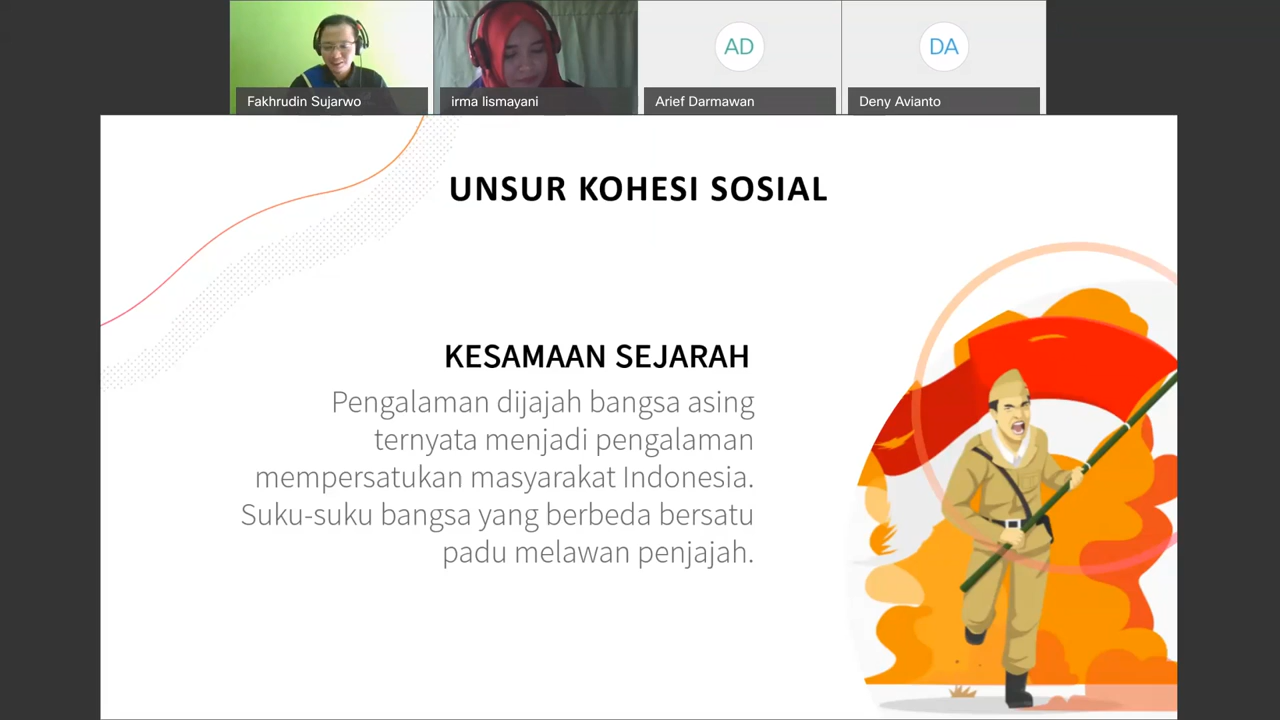 Fakhrudin Sujarwo
irma lismayani
AD
Arief Darmawan
DA
Deny Avianto
UNSUR KOHESI SOSIAL
KESAMAAN SEJARAH
Pengalaman dijajah bangsa asing
ternyata menjadi pengalaman
mempersatukan masyarakat Indonesia.
Suku-suku bangsa yang berbeda bersatu
padu melawan penjajah.